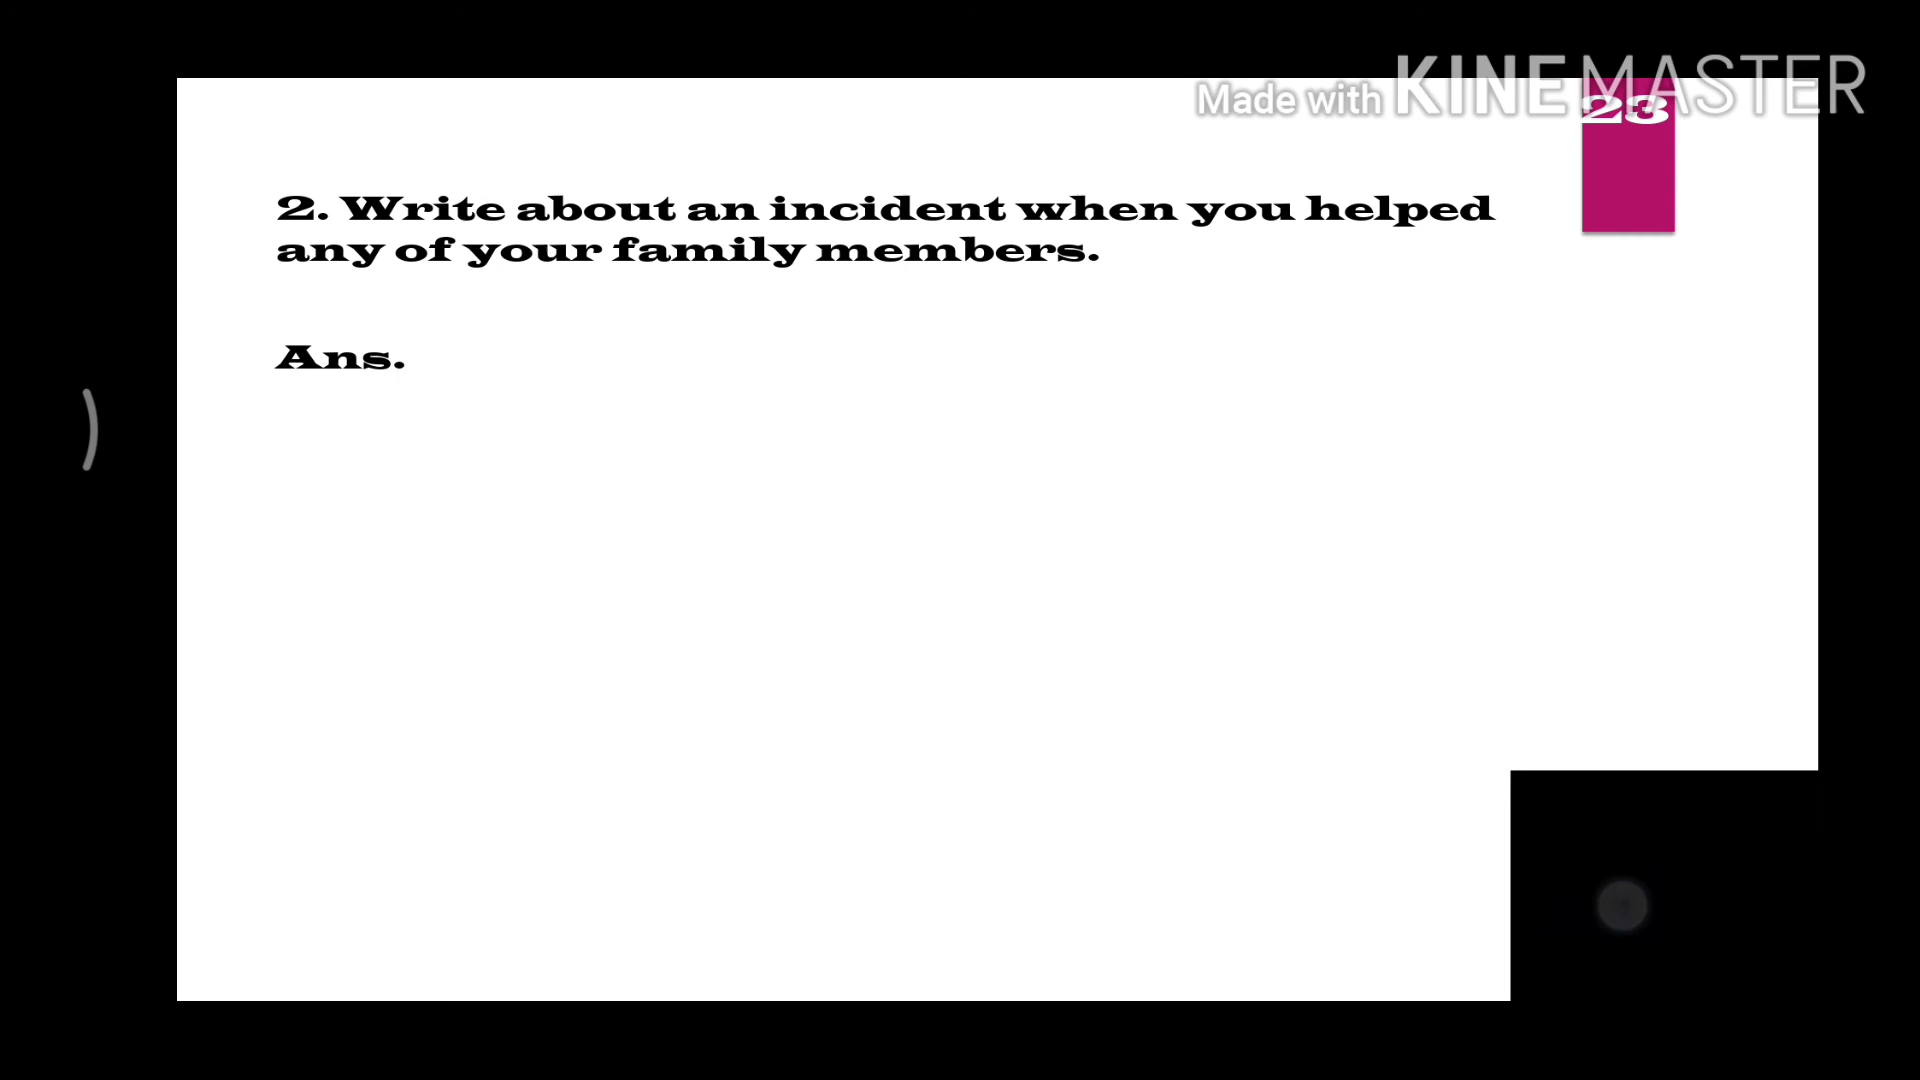 Made with KINEMASTER
23
2. Write about an incident when you helped
any of your family members.
Ans.